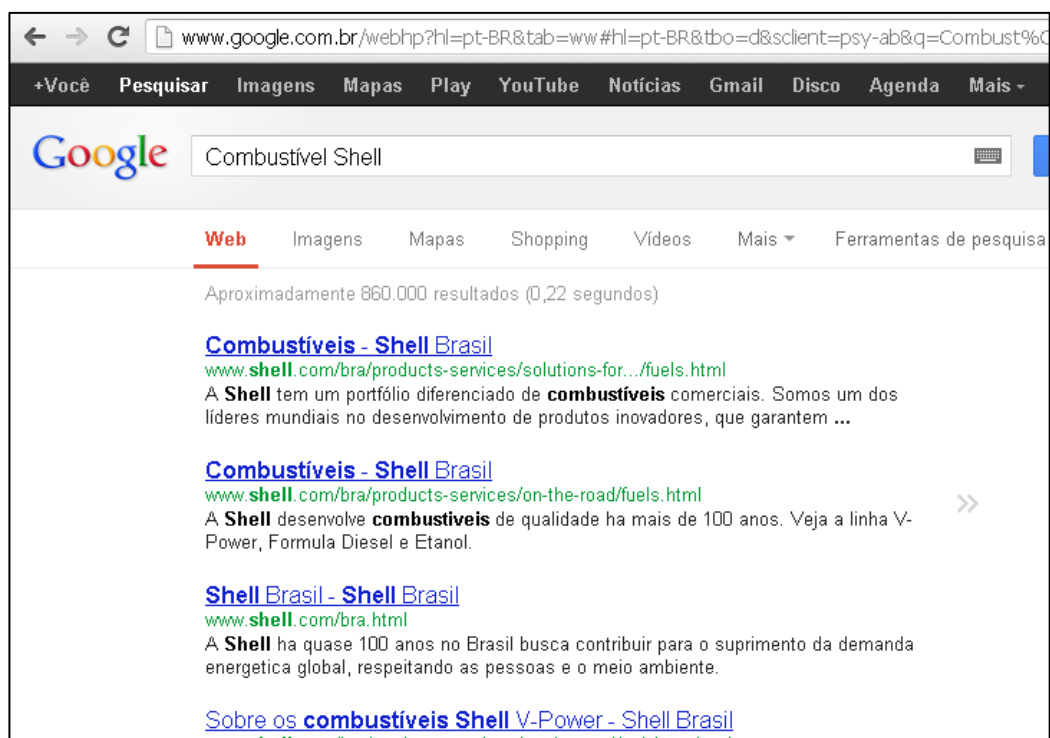 www.google.com.br/webhp?hl=pt-BR&tab=ww#hl=pt-BR&tbo=d&sclient=psy-ab&q=Combust%C
+Você Pesquisar Imagens Mapas Play YouTube Notícias Gmail Disco Agenda Mais
Google Combustível Shell
Web Imagens Mapas Shopping Vídeos Mais Ferramentas de pesquisa
Aproximadamente 860.000 resultados (0,22 segundos)
Combustíveis - Shell Brasil
www.shell.com/bra/products-services/solutions-for.../fuels.html
A Shell tem um portfólio diferenciado de combustíveis comerciais. Somos um dos
líderes mundiais no desenvolvimento de produtos inovadores, que garantem ...
Combustíveis - Shell Brasil
www.shell.com/bra/products-services/on-the-road/fuels.html
A Shell desenvolve combustiveis de qualidade ha mais de 100 anos. Veja a linha V-
Power, Formula Diesel e Etanol.
Shell Brasil - Shell Brasil
www.shell.com/bra.html
A Shell ha quase 100 anos no Brasil busca contribuir para o suprimento da demanda
energetica global, respeitando as pessoas e o meio ambiente.
Sobre os combustíveis Shell V-Power - Shell Brasil